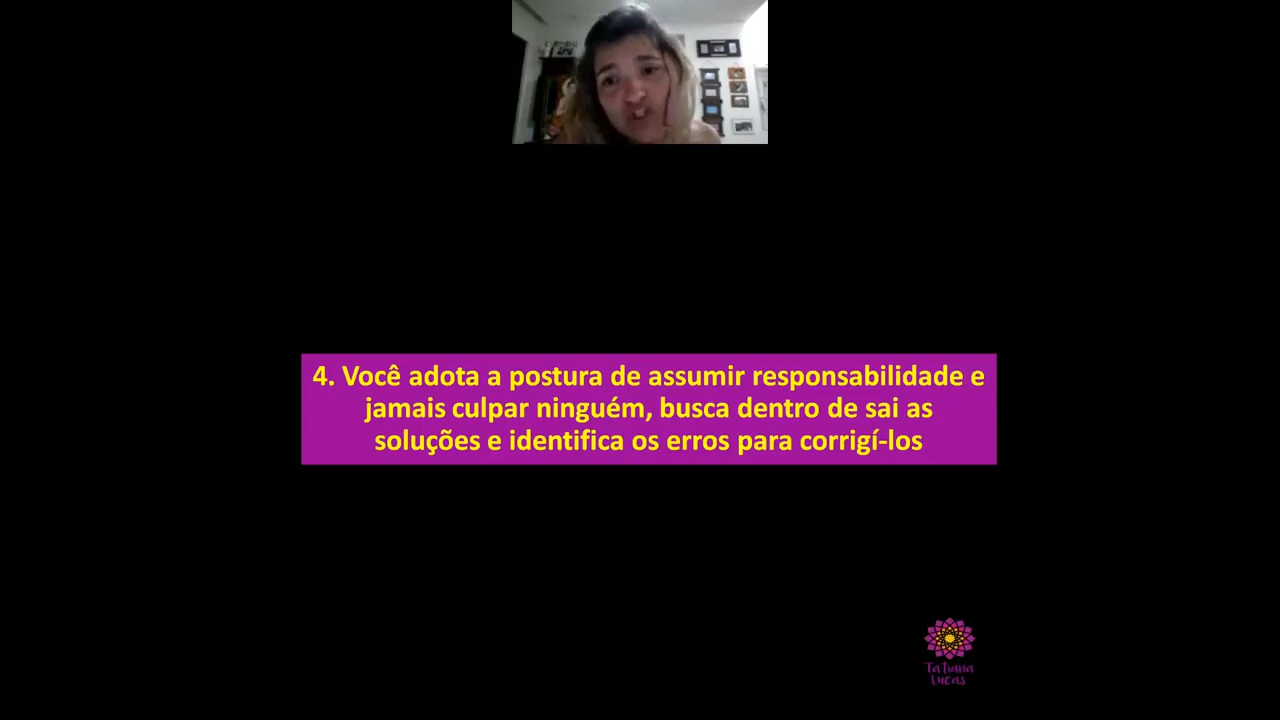 4. Você adota a postura de assumir responsabilidade e
jamais culpar ninguém, busca dentro de sai as
soluções e identifica os erros para corrigí-los
Tatiana
Lucas